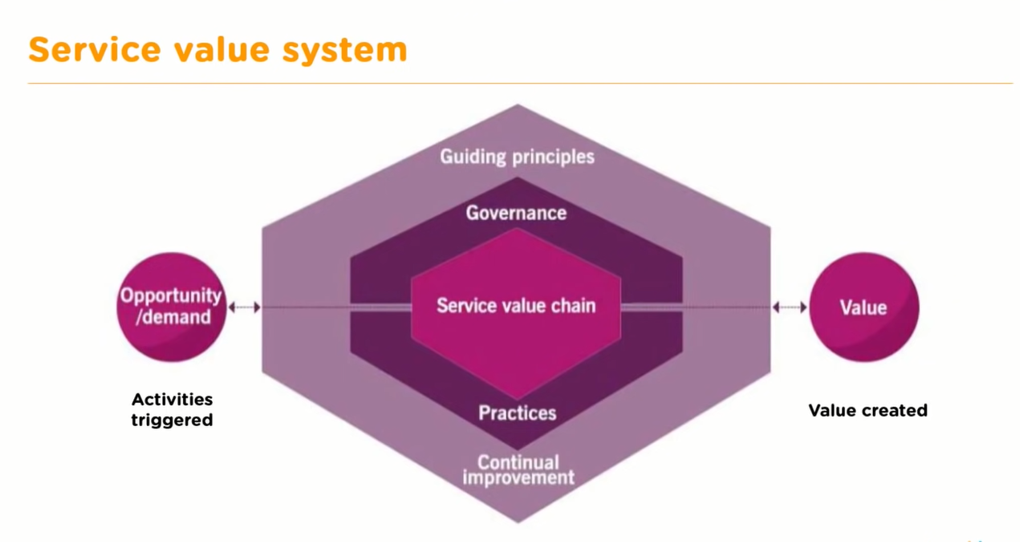 Service value system
Guiding principles
Governance
Opportunity
/demand
Service value chain
Value
Activities
triggered
Value created
Practices
Continual
improvement